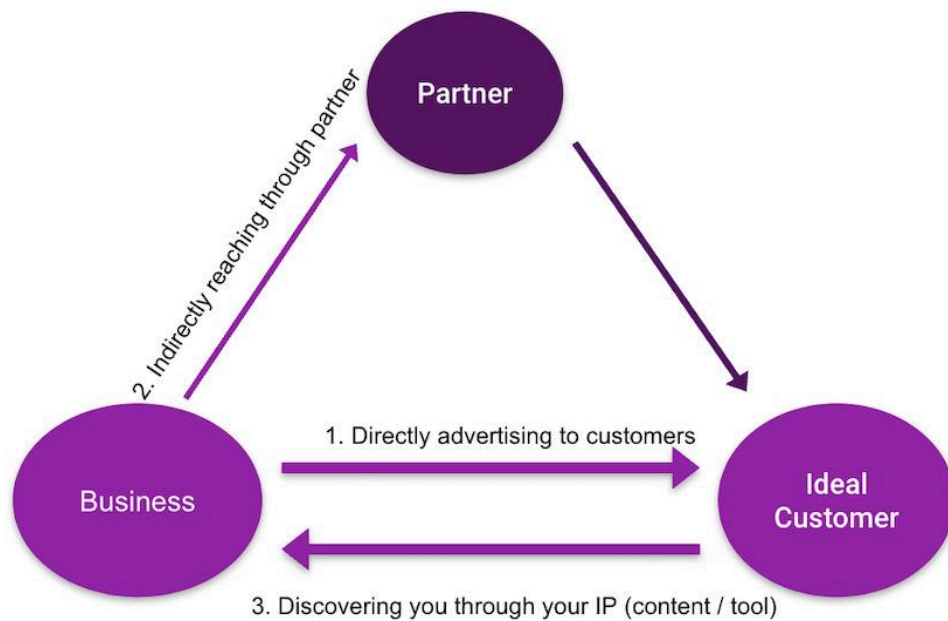 Partner
2. Indirectly reaching through partner
1. Directly advertising to customers
Business
Ideal
Customer
3. Discovering you through your IP (content / tool)